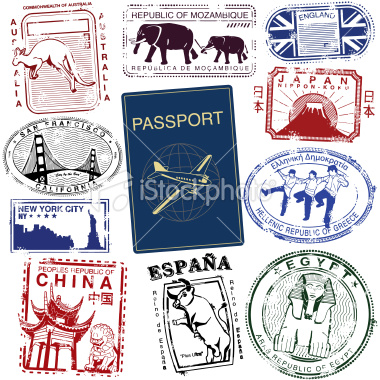 COMMONWEALTH OF AUSTRALIA
AUSTRALIA
AUSTRALIA
REPUBLIC OF MOZAMBIQUE
REPÚBLICA DE MOÇAMBIQUE
ENGLAND
JAPAN
NIPPON-KOKU
日本
日本
PASSPORT
iStockphoto
SAN FRANCISCO
CALIFORNIA
Ελληνική Δημοκρατία
HELLENIC REPUBLIC OF GREECE
NEW YORK CITY
NY
PEOPLES REPUBLIC OF
CHINA
中国
ESPAÑA
Reino de España
Reino de España
"Plus Ultra"
EGYPT
ARAB REPUBLIC OF EGYPT